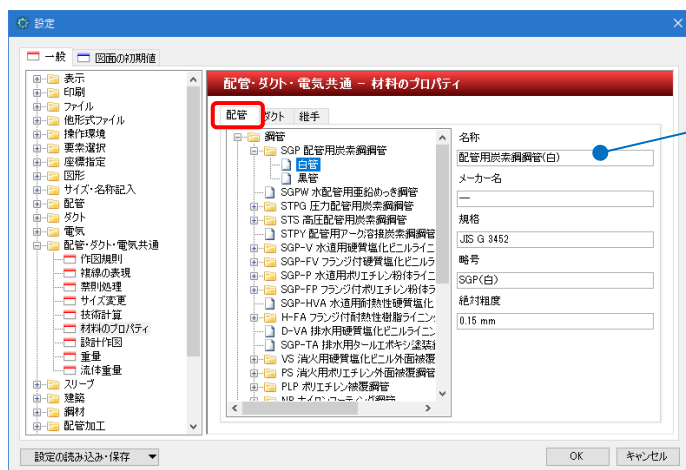 設定
一般
図面の初期値
表示
印刷
ファイル
他形式ファイル
操作環境
要素選択
座標指定
図形
サイズ・名称記入
配管
ダクト
電気
配管・ダクト・電気共通
作図規則
複線の表現
禁則処理
サイズ変更
技術計算
材料のプロパティ
設計作図
重量
流体重量
スリーブ
建築
鋼材
配管加工
配管・ダクト・電気共通 － 材料のプロパティ
配管
ダクト
継手
鋼管
SGP 配管用炭素鋼鋼管
白管
黒管
SGPW 水配管用亜鉛めっき鋼管
STPG 圧力配管用炭素鋼鋼管
STS 高圧配管用炭素鋼鋼管
STPY 配管用アーク溶接炭素鋼鋼管
SGP-V 水道用硬質塩化ビニルライニ
SGP-FV フランジ付硬質塩化ビニルラ
SGP-P 水道用ポリエチレン粉体ライニ
SGP-FP フランジ付ポリエチレン粉体ラ
SGP-HVA 水道用耐熱性硬質塩化
H-FA フランジ付耐熱性樹脂ライニン
D-VA 排水用硬質塩化ビニルライニン
SGP-TA 排水用タールエポキシ塗装
VS 消火用硬質塩化ビニル外面被覆
PS 消火用ポリエチレン外面被覆鋼管
PLP ポリエチレン被覆鋼管
NP ナイロンコーティング鋼管
名称
配管用炭素鋼鋼管(白)
メーカー名
―
規格
JIS G 3452
略号
SGP(白)
絶対粗度
0.15 mm
設定の読み込み・保存
OK
キャンセル